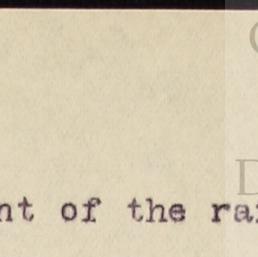 nt of the ra